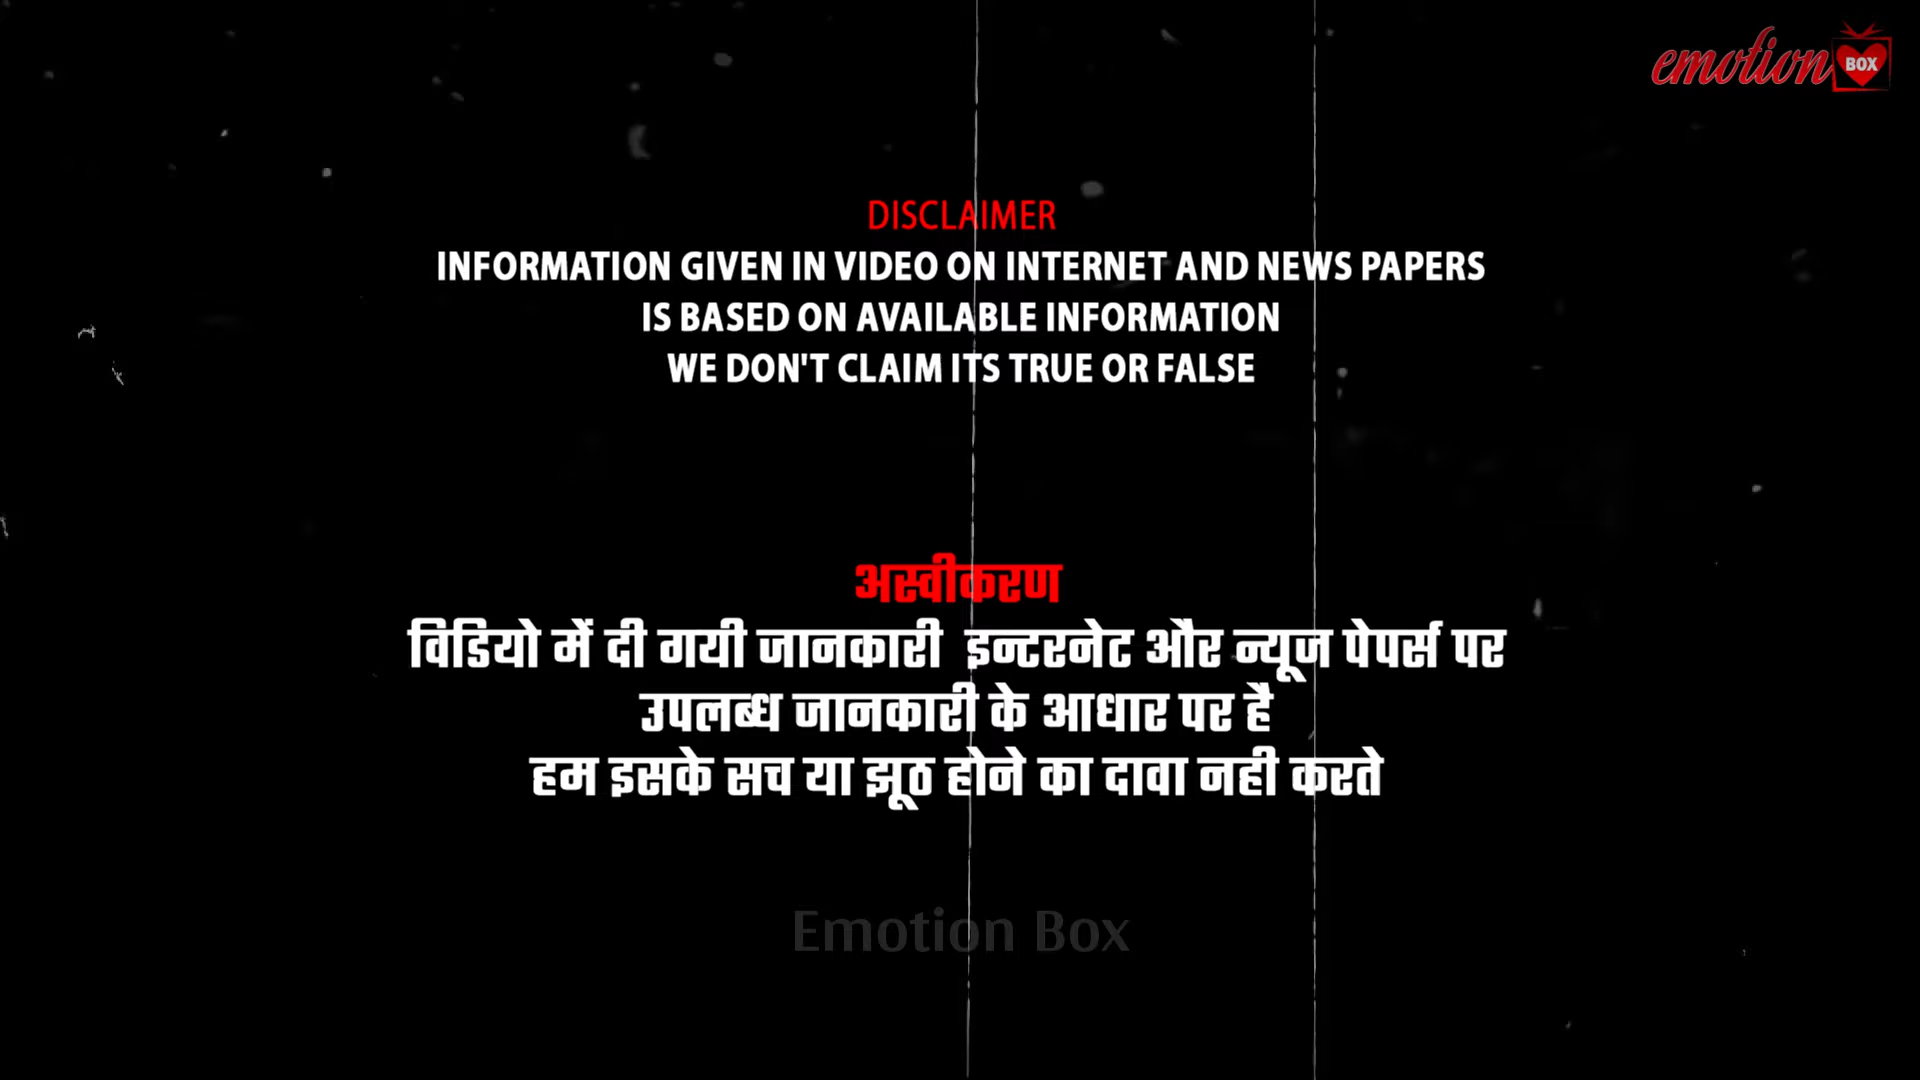 emotion BOX
DISCLAIMER
INFORMATION GIVEN IN VIDEO ON INTERNET AND NEWS PAPERS
IS BASED ON AVAILABLE INFORMATION
WE DON'T CLAIM ITS TRUE OR FALSE
अस्वीकरण
विडियो में दी गयी जानकारी इन्टरनेट और न्यूज पेपर्स पर
उपलब्ध जानकारी के आधार पर है
हम इसके सच या झूठ होने का दावा नही करते
Emotion Box